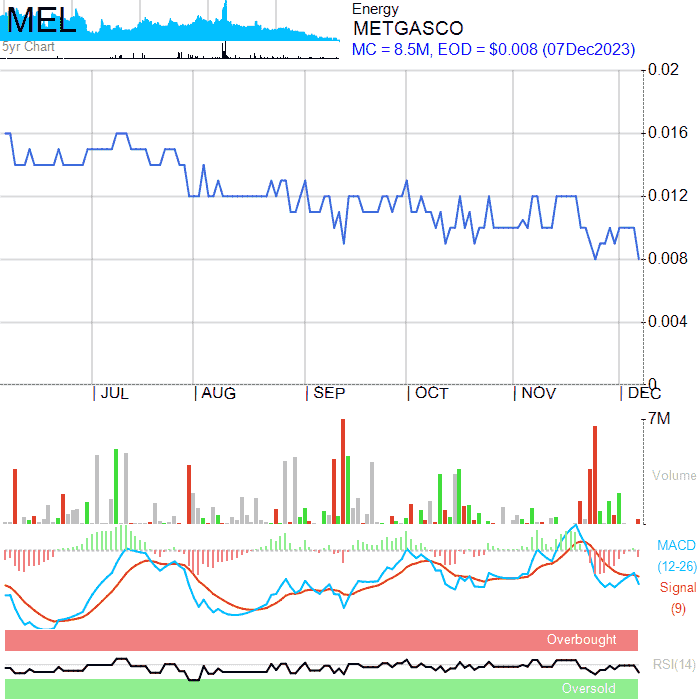 MEL
5yr Chart
Energy
METGASCO
MC = 8.5M, EOD = $0.008 (07Dec2023)
0.02
0.016
0.012
0.008
0.004
0
JUL AUG SEP OCT NOV DEC
7M
Volume
MACD
(12-26)
Signal
(9)
Overbought
RSI(14)
Oversold